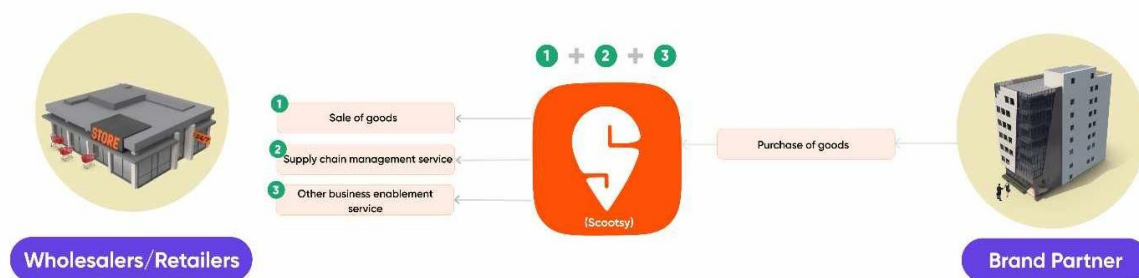 1 + 2 + 3
1
Sale of goods
STORE
2
Supply chain management service
Purchase of goods
3
Other business enablement
service
(Scootsy)
Wholesalers/Retailers
Brand Partner